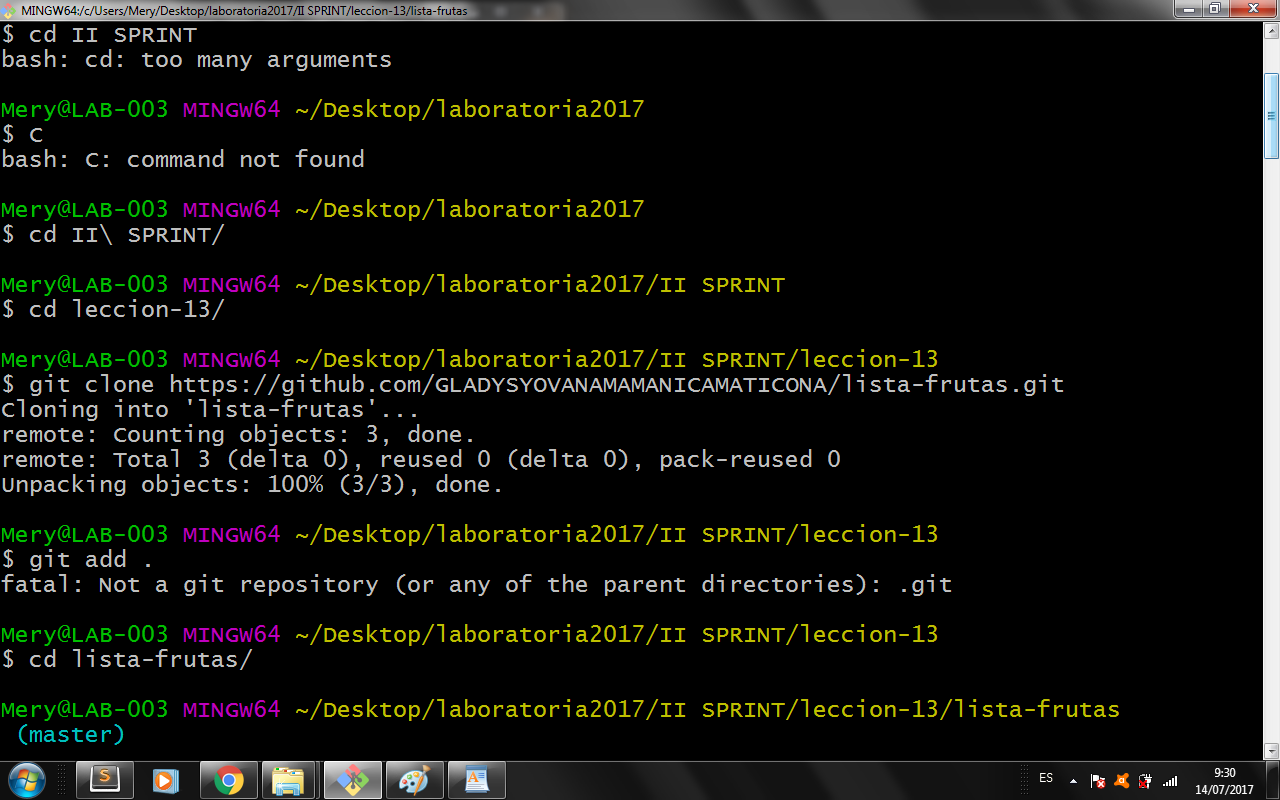 MINGW64:/c/Users/Mery/Desktop/laboratoria2017/II SPRINT/leccion-13/lista-frutas
$ cd II SPRINT
bash: cd: too many arguments
Mery@LAB-003 MINGW64 ~/Desktop/laboratoria2017
$ C
bash: C: command not found
Mery@LAB-003 MINGW64 ~/Desktop/laboratoria2017
$ cd II\ SPRINT/
Mery@LAB-003 MINGW64 ~/Desktop/laboratoria2017/II SPRINT
$ cd leccion-13/
Mery@LAB-003 MINGW64 ~/Desktop/laboratoria2017/II SPRINT/leccion-13
$ git clone https://github.com/GLADYSYOVANAMAMANICAMATICONA/lista-frutas.git
Cloning into 'lista-frutas'...
remote: Counting objects: 3, done.
remote: Total 3 (delta 0), reused 0 (delta 0), pack-reused 0
Unpacking objects: 100% (3/3), done.
Mery@LAB-003 MINGW64 ~/Desktop/laboratoria2017/II SPRINT/leccion-13
$ git add .
fatal: Not a git repository (or any of the parent directories): .git
Mery@LAB-003 MINGW64 ~/Desktop/laboratoria2017/II SPRINT/leccion-13
$ cd lista-frutas/
Mery@LAB-003 MINGW64 ~/Desktop/laboratoria2017/II SPRINT/leccion-13/lista-frutas
(master)
ES
9:30
14/07/2017